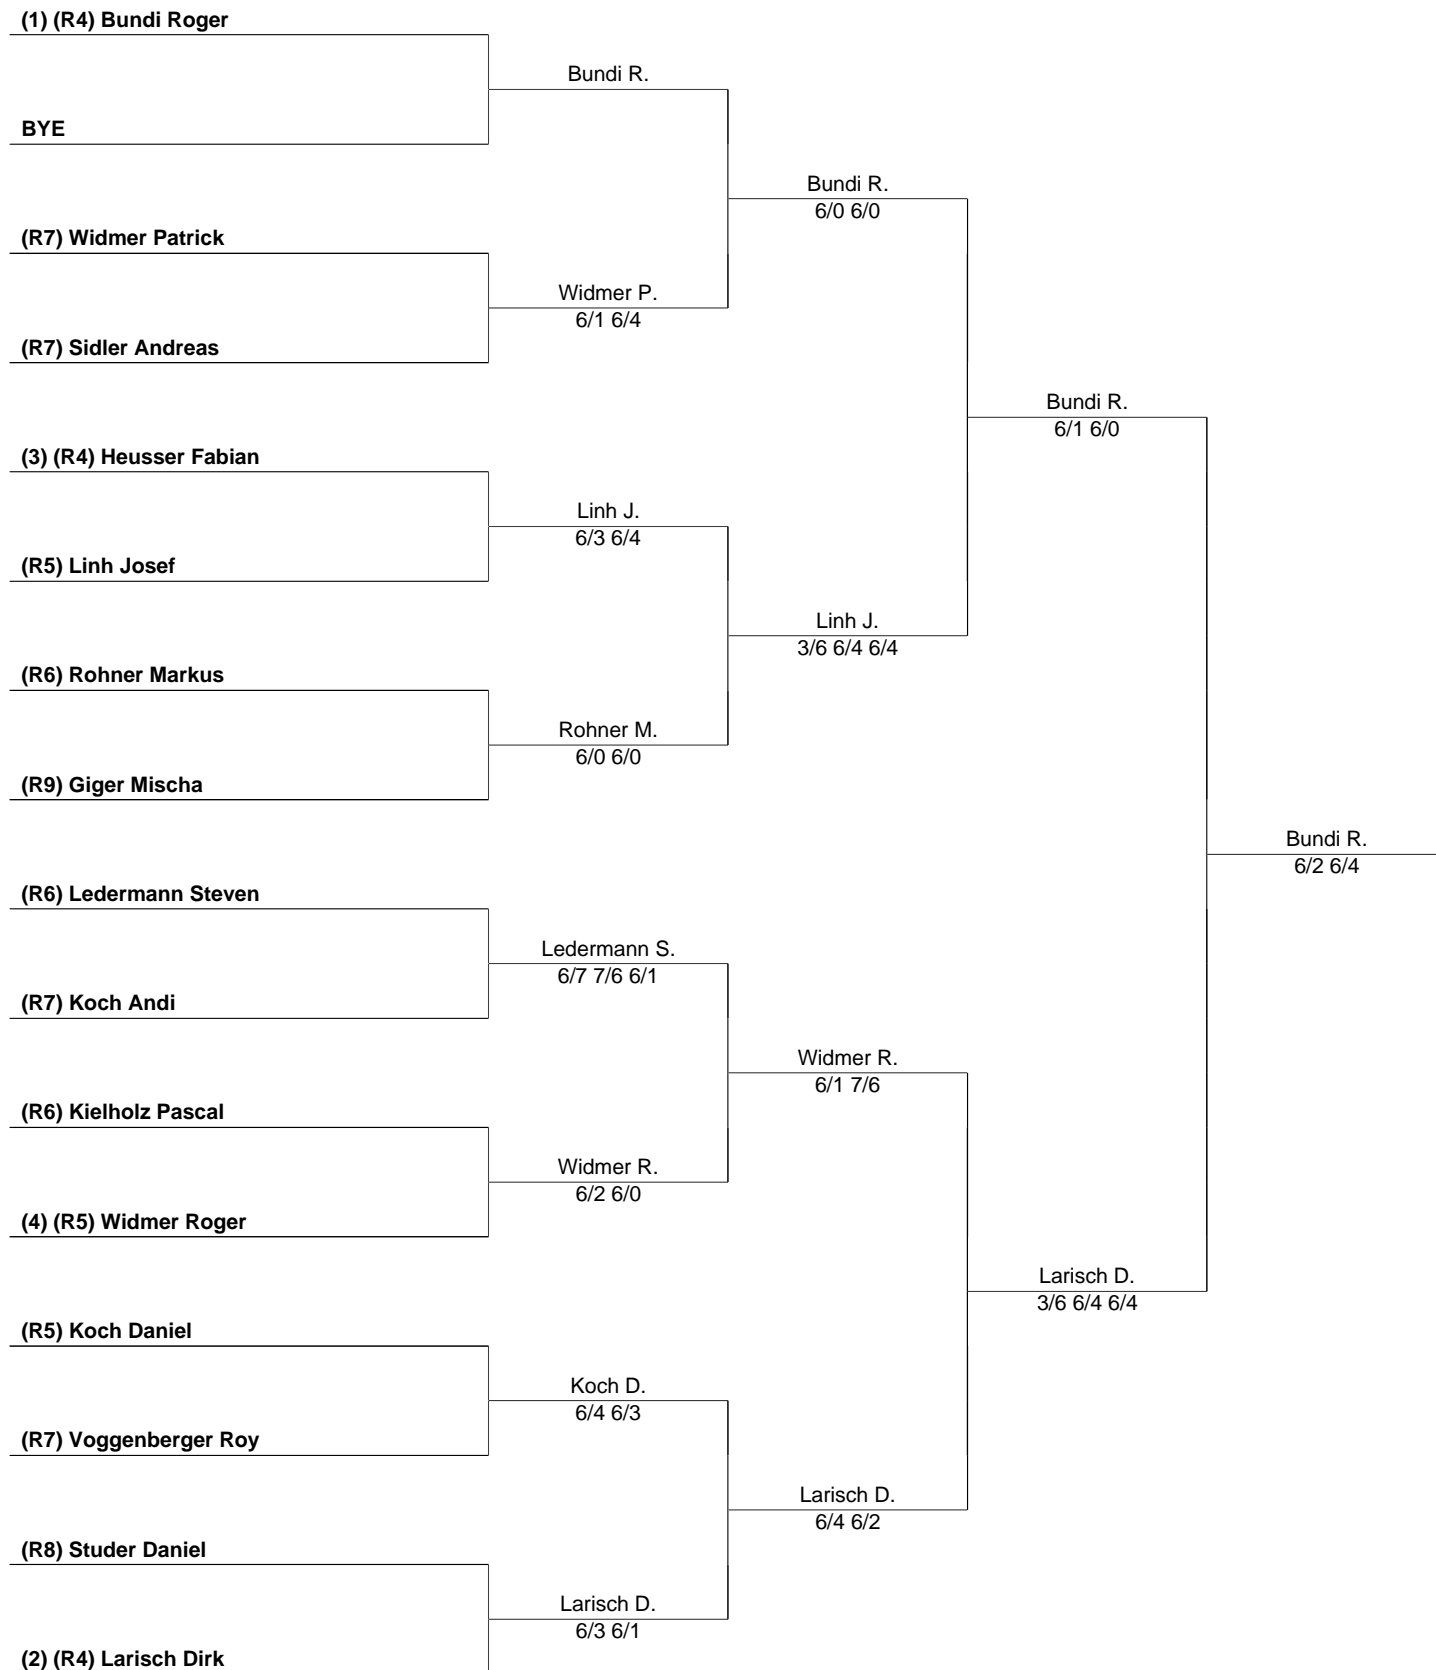 (1) (R4) Bundi Roger
Bundi R.
BYE
Bundi R.
6/0 6/0
(R7) Widmer Patrick
Widmer P.
6/1 6/4
(R7) Sidler Andreas
Bundi R.
6/1 6/0
(3) (R4) Heusser Fabian
Linh J.
6/3 6/4
(R5) Linh Josef
Linh J.
3/6 6/4 6/4
(R6) Rohner Markus
Rohner M.
6/0 6/0
(R9) Giger Mischa
Bundi R.
6/2 6/4
(R6) Ledermann Steven
Ledermann S.
6/7 7/6 6/1
(R7) Koch Andi
Widmer R.
6/1 7/6
(R6) Kielholz Pascal
Widmer R.
6/2 6/0
(4) (R5) Widmer Roger
Larisch D.
3/6 6/4 6/4
(R5) Koch Daniel
Koch D.
6/4 6/3
(R7) Voggenberger Roy
Larisch D.
6/4 6/2
(R8) Studer Daniel
Larisch D.
6/3 6/1
(2) (R4) Larisch Dirk